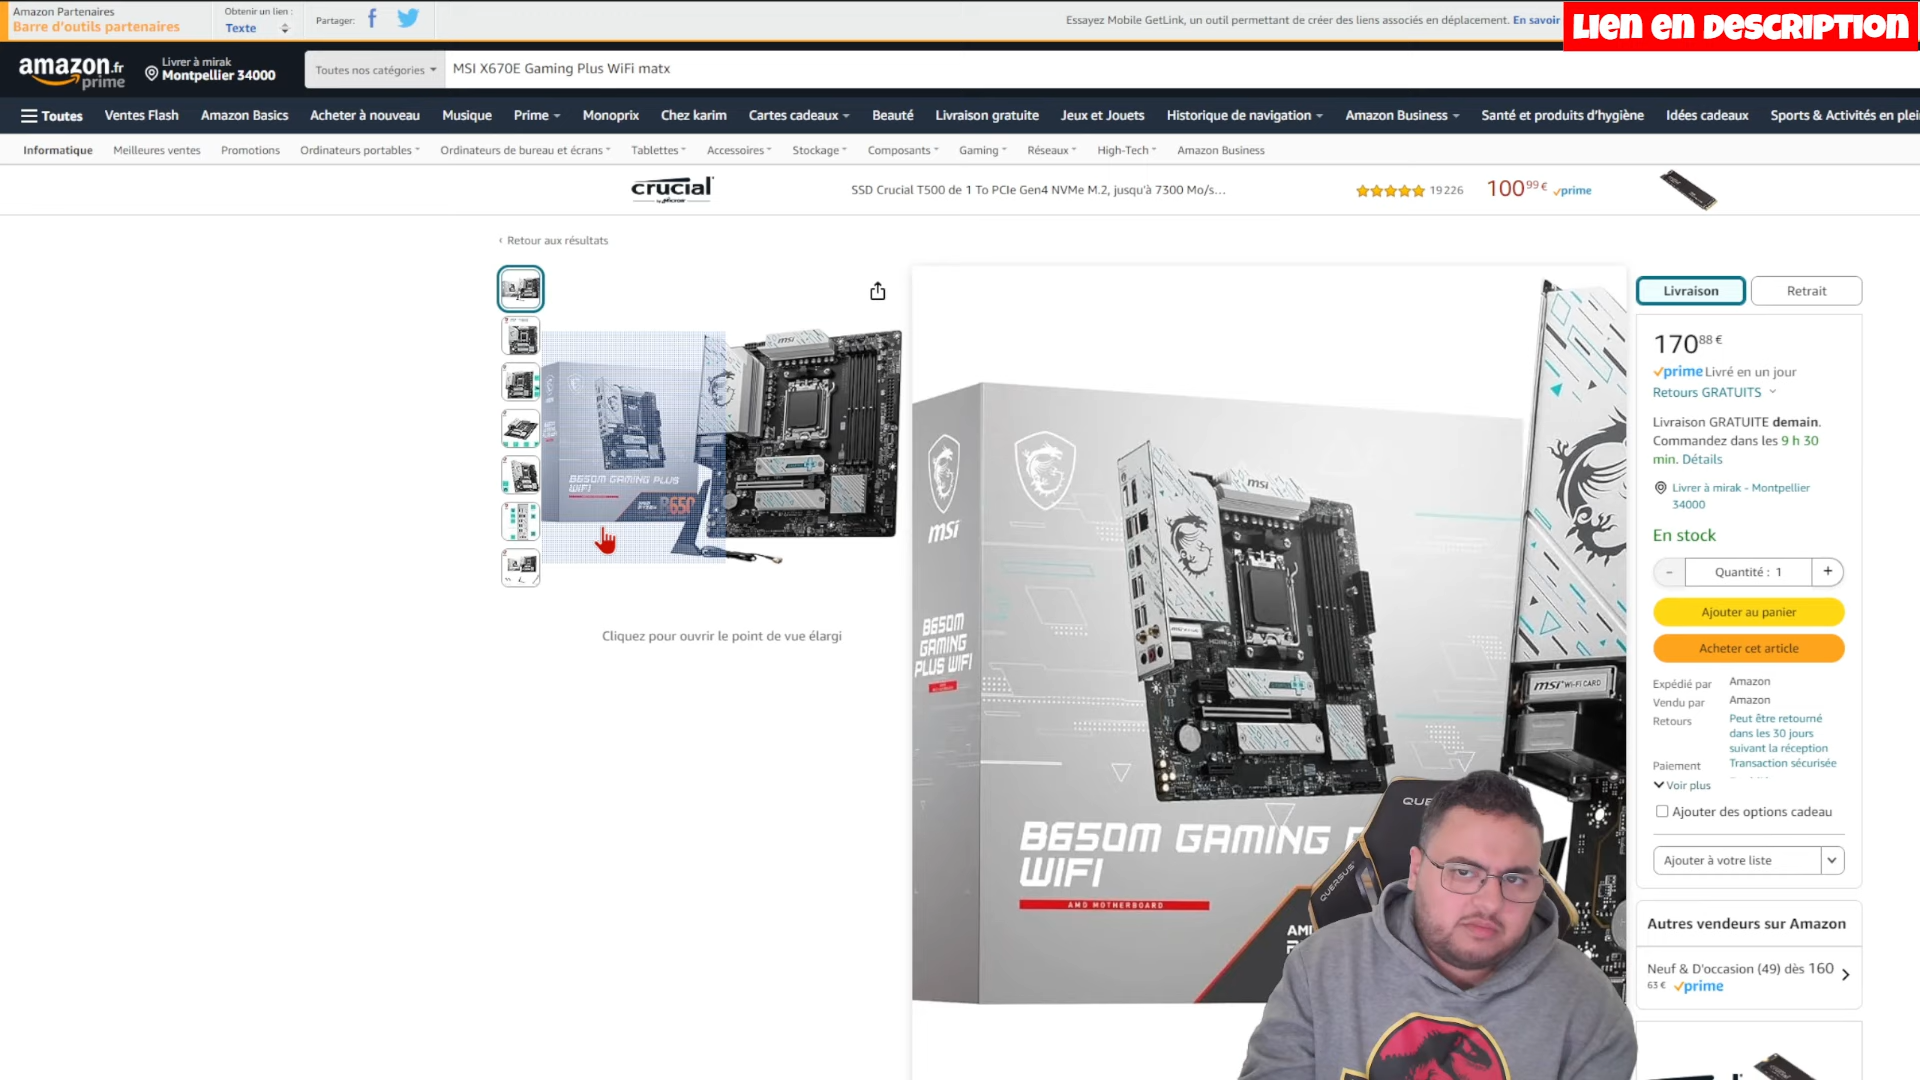 Amazon Partenaires
Barre d'outils partenaires
Obtenir un lien :
Texte
Partager:
Essayez Mobile GetLink, un outil permettant de créer des liens associés en déplacement. En savoir
Lien en description
amazon.fr
prime
Livrer à mirak
Montpellier 34000
Toutes nos catégories
MSI X670E Gaming Plus WiFi matx
Toutes
Ventes Flash
Amazon Basics
Acheter à nouveau
Musique
Prime
Monoprix
Chez karim
Cartes cadeaux
Beauté
Livraison gratuite
Jeux et Jouets
Historique de navigation
Amazon Business
Santé et produits d'hygiène
Idées cadeaux
Sports & Activités en plei
Informatique
Meilleures ventes
Promotions
Ordinateurs portables
Ordinateurs de bureau et écrans
Tablettes
Accessoires
Stockage
Composants
Gaming
Réseaux
High-Tech
Amazon Business
crucial
by Micron
SSD Crucial T500 de 1 To PCIe Gen4 NVMe M.2, jusqu'à 7300 Mo/s...
19 226
100 99 €
prime
‹ Retour aux résultats
msi
B650M GAMING PLUS
WIFI
B650
Cliquez pour ouvrir le point de vue élargi
msi
B650M
GAMING
PLUS WIFI
msi
B650M GAMING P
WIFI
AMD MOTHERBOARD
AM
msi WI-FI CARD
QUE
QUERSUS
Livraison
Retrait
170 88 €
prime Livré en un jour
Retours GRATUITS
Livraison GRATUITE demain.
Commandez dans les 9 h 30
min. Détails
Livrer à mirak - Montpellier
34000
En stock
-
Quantité : 1
+
Ajouter au panier
Acheter cet article
Expédié par
Amazon
Vendu par
Amazon
Retours
Peut être retourné
dans les 30 jours
suivant la réception
Paiement
Transaction sécurisée
Voir plus
Ajouter des options cadeau
Ajouter à votre liste
Autres vendeurs sur Amazon
Neuf & D'occasion (49) dès 160
63 € prime